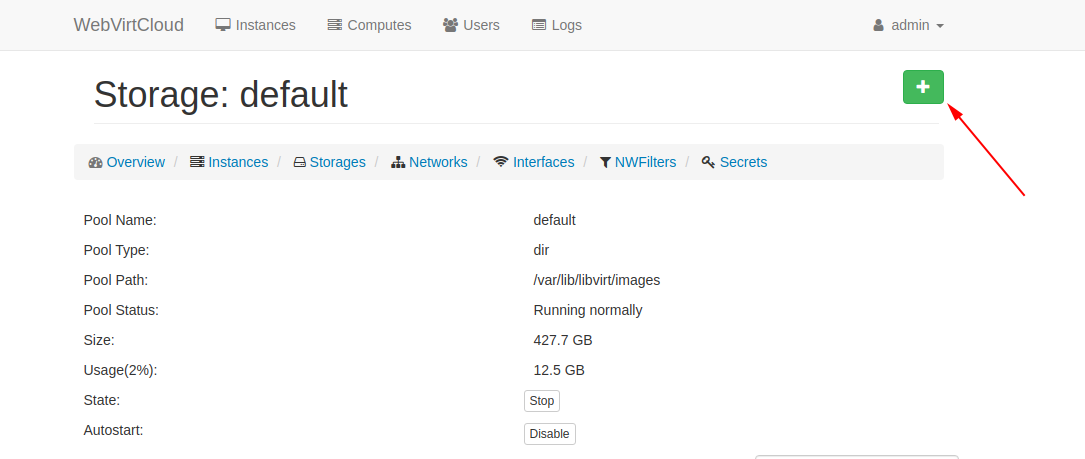 WebVirtCloud Instances Computes Users Logs admin
Storage: default
+
Overview / Instances / Storages / Networks / Interfaces / NWFilters / Secrets
Pool Name: default
Pool Type: dir
Pool Path: /var/lib/libvirt/images
Pool Status: Running normally
Size: 427.7 GB
Usage(2%): 12.5 GB
State: Stop
Autostart: Disable